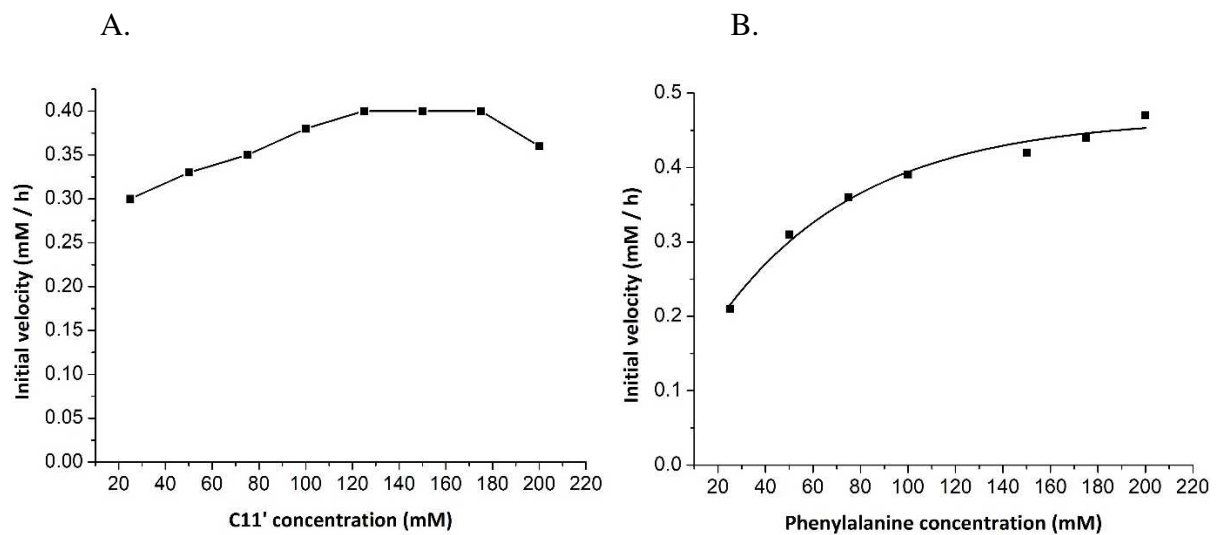 A.
B.
0.40
0.35
0.30
0.25
0.20
0.15
0.10
0.05
0.00
Initial velocity (mM / h)
20 40 60 80 100 120 140 160 180 200 220
C11' concentration (mM)
0.5
0.4
0.3
0.2
0.1
0.0
Initial velocity (mM / h)
20 40 60 80 100 120 140 160 180 200 220
Phenylalanine concentration (mM)